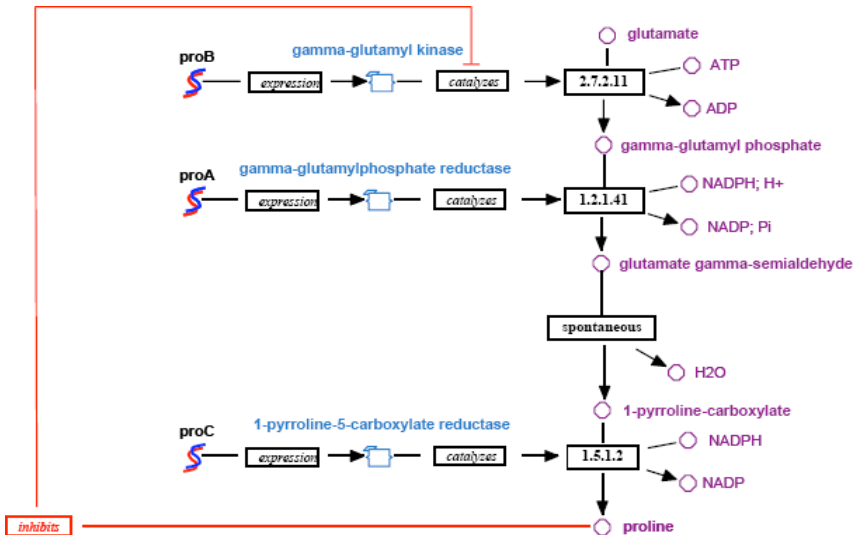 glutamate
gamma-glutamyl kinase
proB
ATP
expression
catalyzes
2.7.2.11
ADP
gamma-glutamyl phosphate
gamma-glutamylphosphate reductase
proA
NADPH; H+
expression
catalyzes
1.2.1.41
NADP; Pi
glutamate gamma-semialdehyde
spontaneous
H2O
1-pyrroline-carboxylate
1-pyrroline-5-carboxylate reductase
proC
NADPH
expression
catalyzes
1.5.1.2
NADP
inhibits
proline